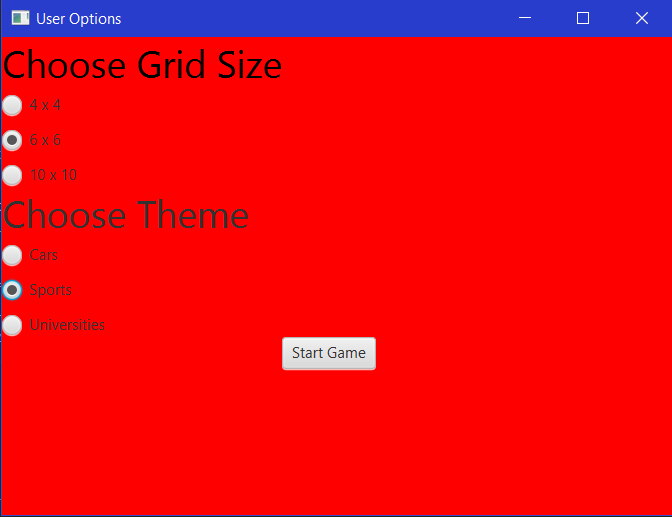 User Options
Choose Grid Size
4 x 4
6 x 6
10 x 10
Choose Theme
Cars
Sports
Universities
Start Game